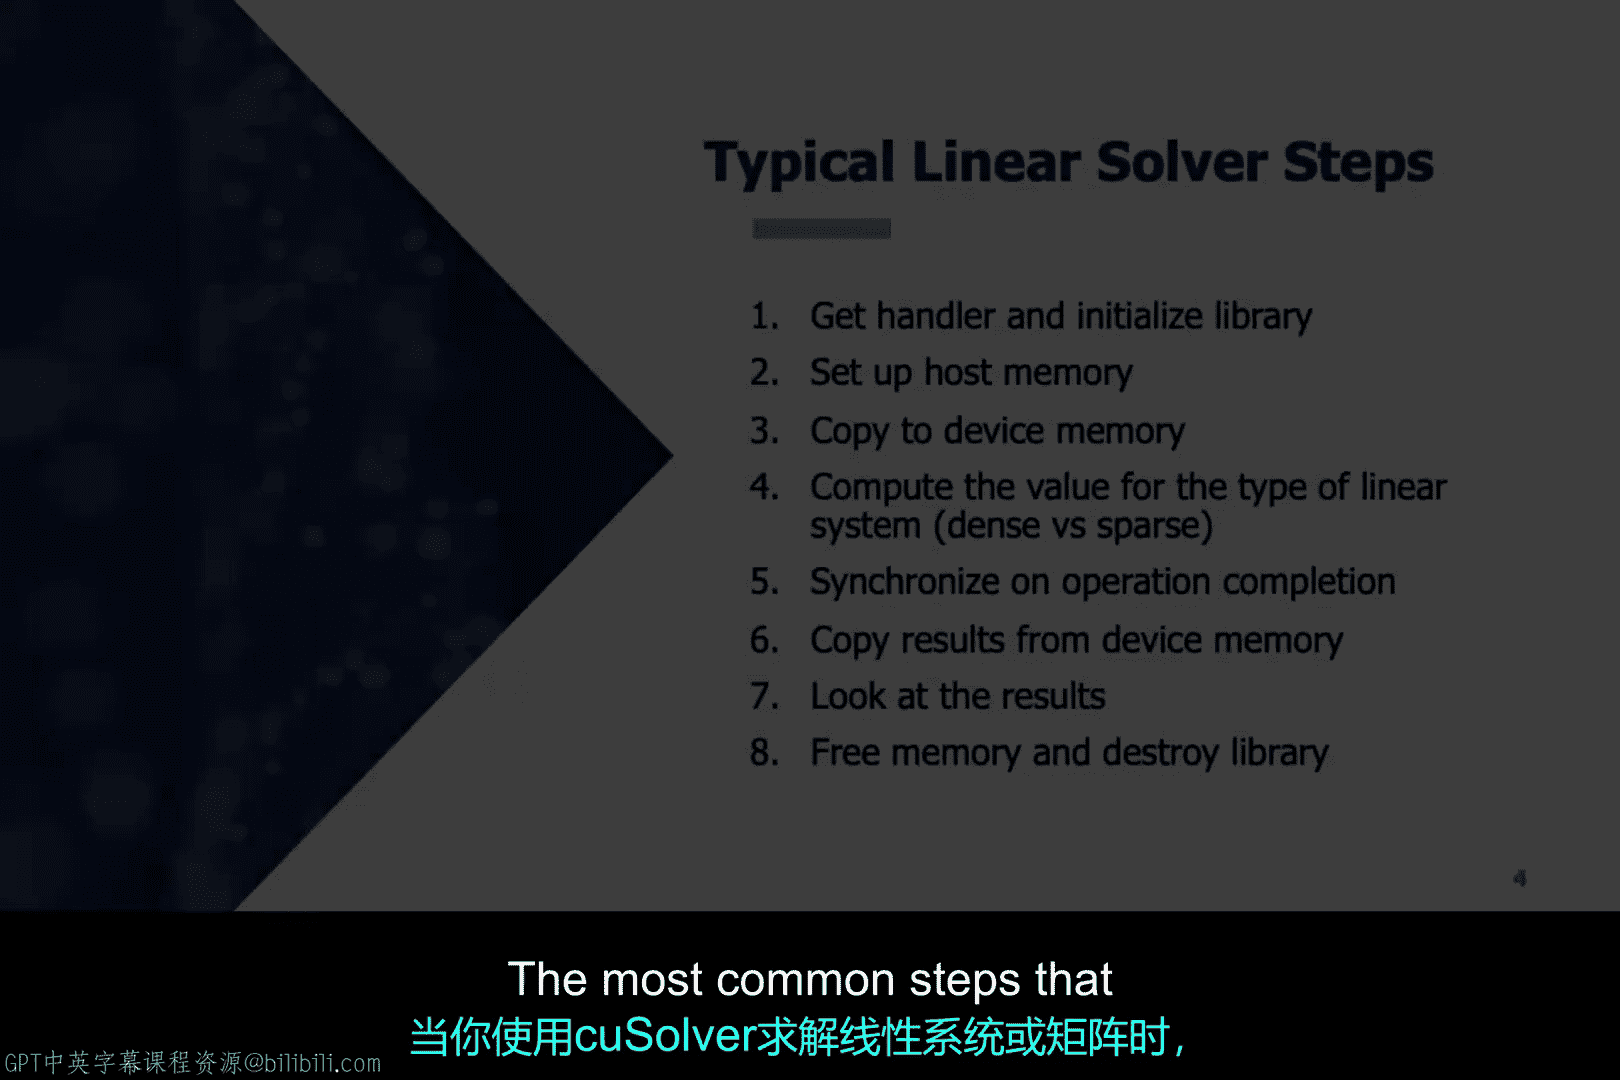 Typical Linear Solver Steps
1. Get handler and initialize library
2. Set up host memory
3. Copy to device memory
4. Compute the value for the type of linear
system (dense vs sparse)
5. Synchronize on operation completion
6. Copy results from device memory
7. Look at the results
8. Free memory and destroy library
4
The most common steps that
当你使用cuSolver求解线性系统或矩阵时，
GPT中英字幕课程资源@bilibili.com